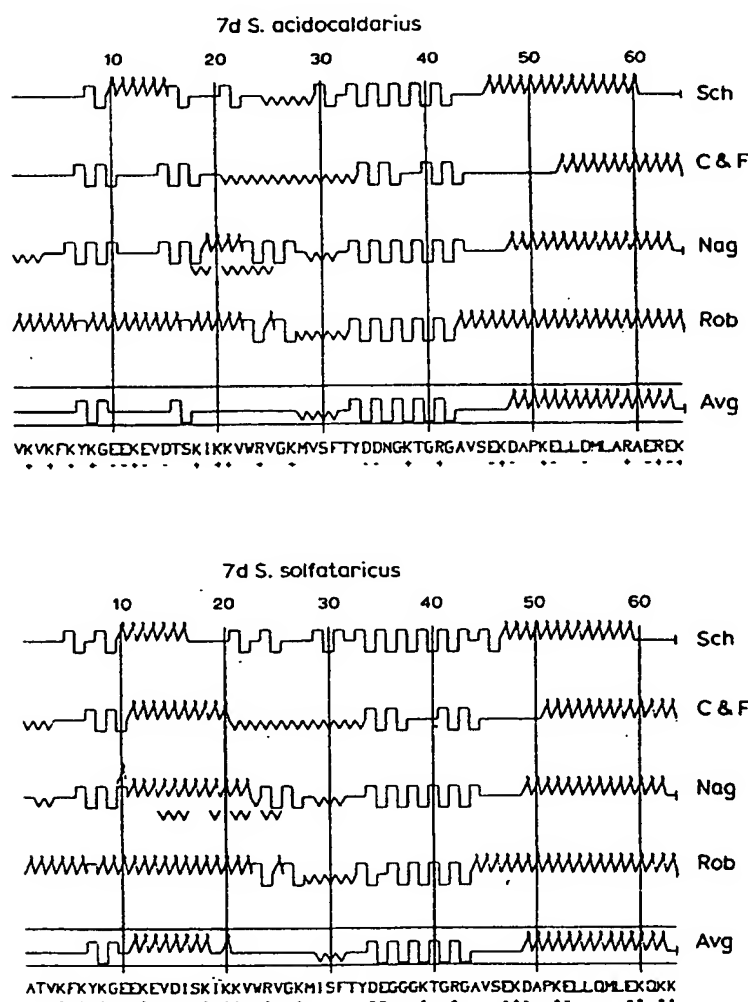 7d S. acidocaldarius
10 20 30 40 50 60
Sch
C & F
Nag
Rob
Avg
VKVKFKYKGEEKEVDTSKIKKVWRVGKMVSFTYDDNGKTGRGAVSEKDAPKELLDMLARAEREK
7d S. solfataricus
10 20 30 40 50 60
Sch
C & F
Nag
Rob
Avg
ATVKFKYKGEEKEVDISKIKKVWRVGKMISFTYDEGGGKTGRGAVSEKDAPKELLQMLEKQKK